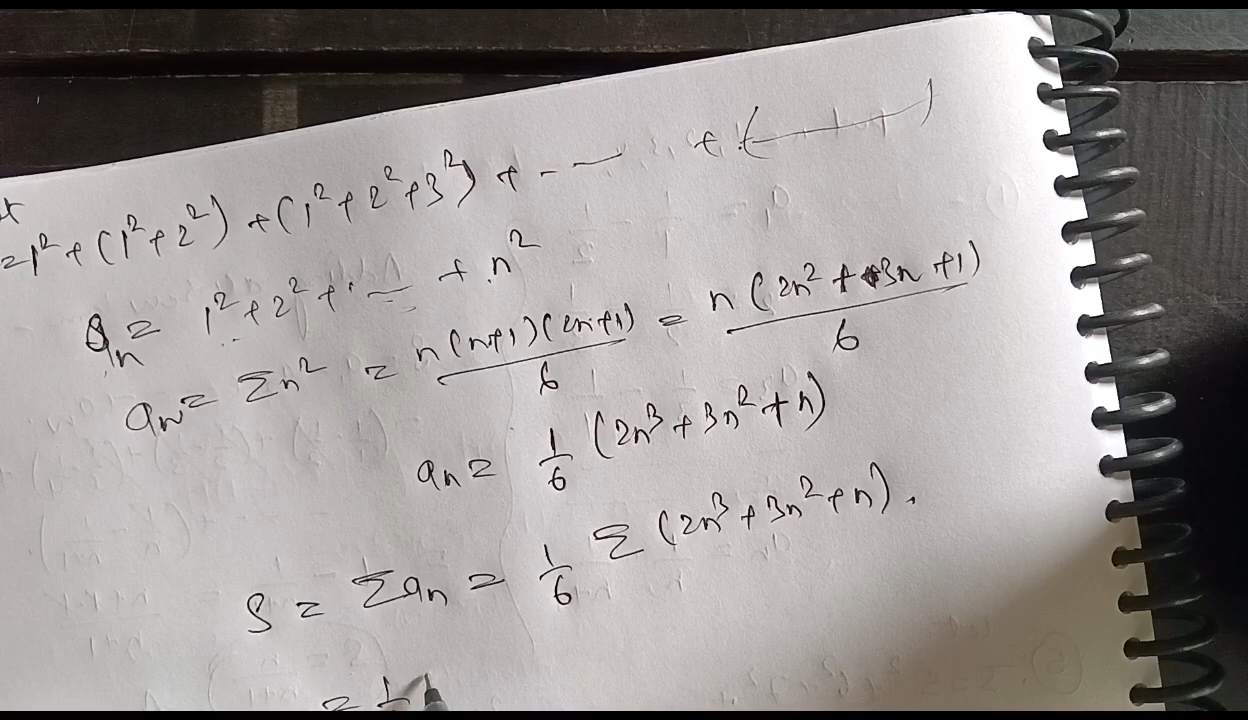 =1²+(1²+2²)+(1²+2²+3²)+----- +(
aₙ= 1²+2²+... +n²
aₙ= Σn² = n(n+1)(2n+1)/6 = n(2n²+3n+1)/6
aₙ= 1/6 (2n³+3n²+n)
S = Σaₙ = 1/6 Σ(2n³+3n²+n).
= 1